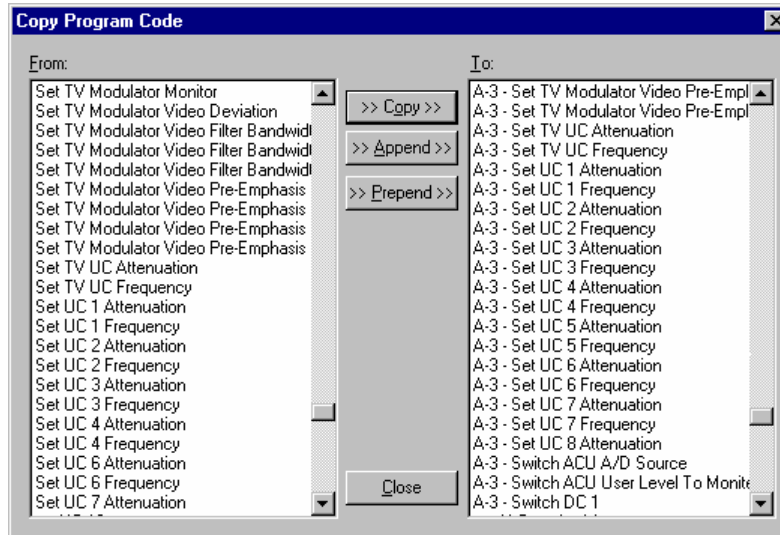 Copy Program Code
From:
Set TV Modulator Monitor
Set TV Modulator Video Deviation
Set TV Modulator Video Filter Bandwid
Set TV Modulator Video Filter Bandwid
Set TV Modulator Video Filter Bandwid
Set TV Modulator Video Pre-Emphasis
Set TV Modulator Video Pre-Emphasis
Set TV Modulator Video Pre-Emphasis
Set TV Modulator Video Pre-Emphasis
Set TV UC Attenuation
Set TV UC Frequency
Set UC 1 Attenuation
Set UC 1 Frequency
Set UC 2 Attenuation
Set UC 2 Frequency
Set UC 3 Attenuation
Set UC 3 Frequency
Set UC 4 Attenuation
Set UC 4 Frequency
Set UC 6 Attenuation
Set UC 6 Frequency
Set UC 7 Attenuation
>> Copy >>
>> Append >>
>> Prepend >>
Close
To:
A-3 - Set TV Modulator Video Pre-Empl
A-3 - Set TV Modulator Video Pre-Empl
A-3 - Set TV UC Attenuation
A-3 - Set TV UC Frequency
A-3 - Set UC 1 Attenuation
A-3 - Set UC 1 Frequency
A-3 - Set UC 2 Attenuation
A-3 - Set UC 2 Frequency
A-3 - Set UC 3 Attenuation
A-3 - Set UC 3 Frequency
A-3 - Set UC 4 Attenuation
A-3 - Set UC 4 Frequency
A-3 - Set UC 5 Attenuation
A-3 - Set UC 5 Frequency
A-3 - Set UC 6 Attenuation
A-3 - Set UC 6 Frequency
A-3 - Set UC 7 Attenuation
A-3 - Set UC 7 Frequency
A-3 - Set UC 8 Attenuation
A-3 - Switch ACU A/D Source
A-3 - Switch ACU User Level To Monite
A-3 - Switch DC 1